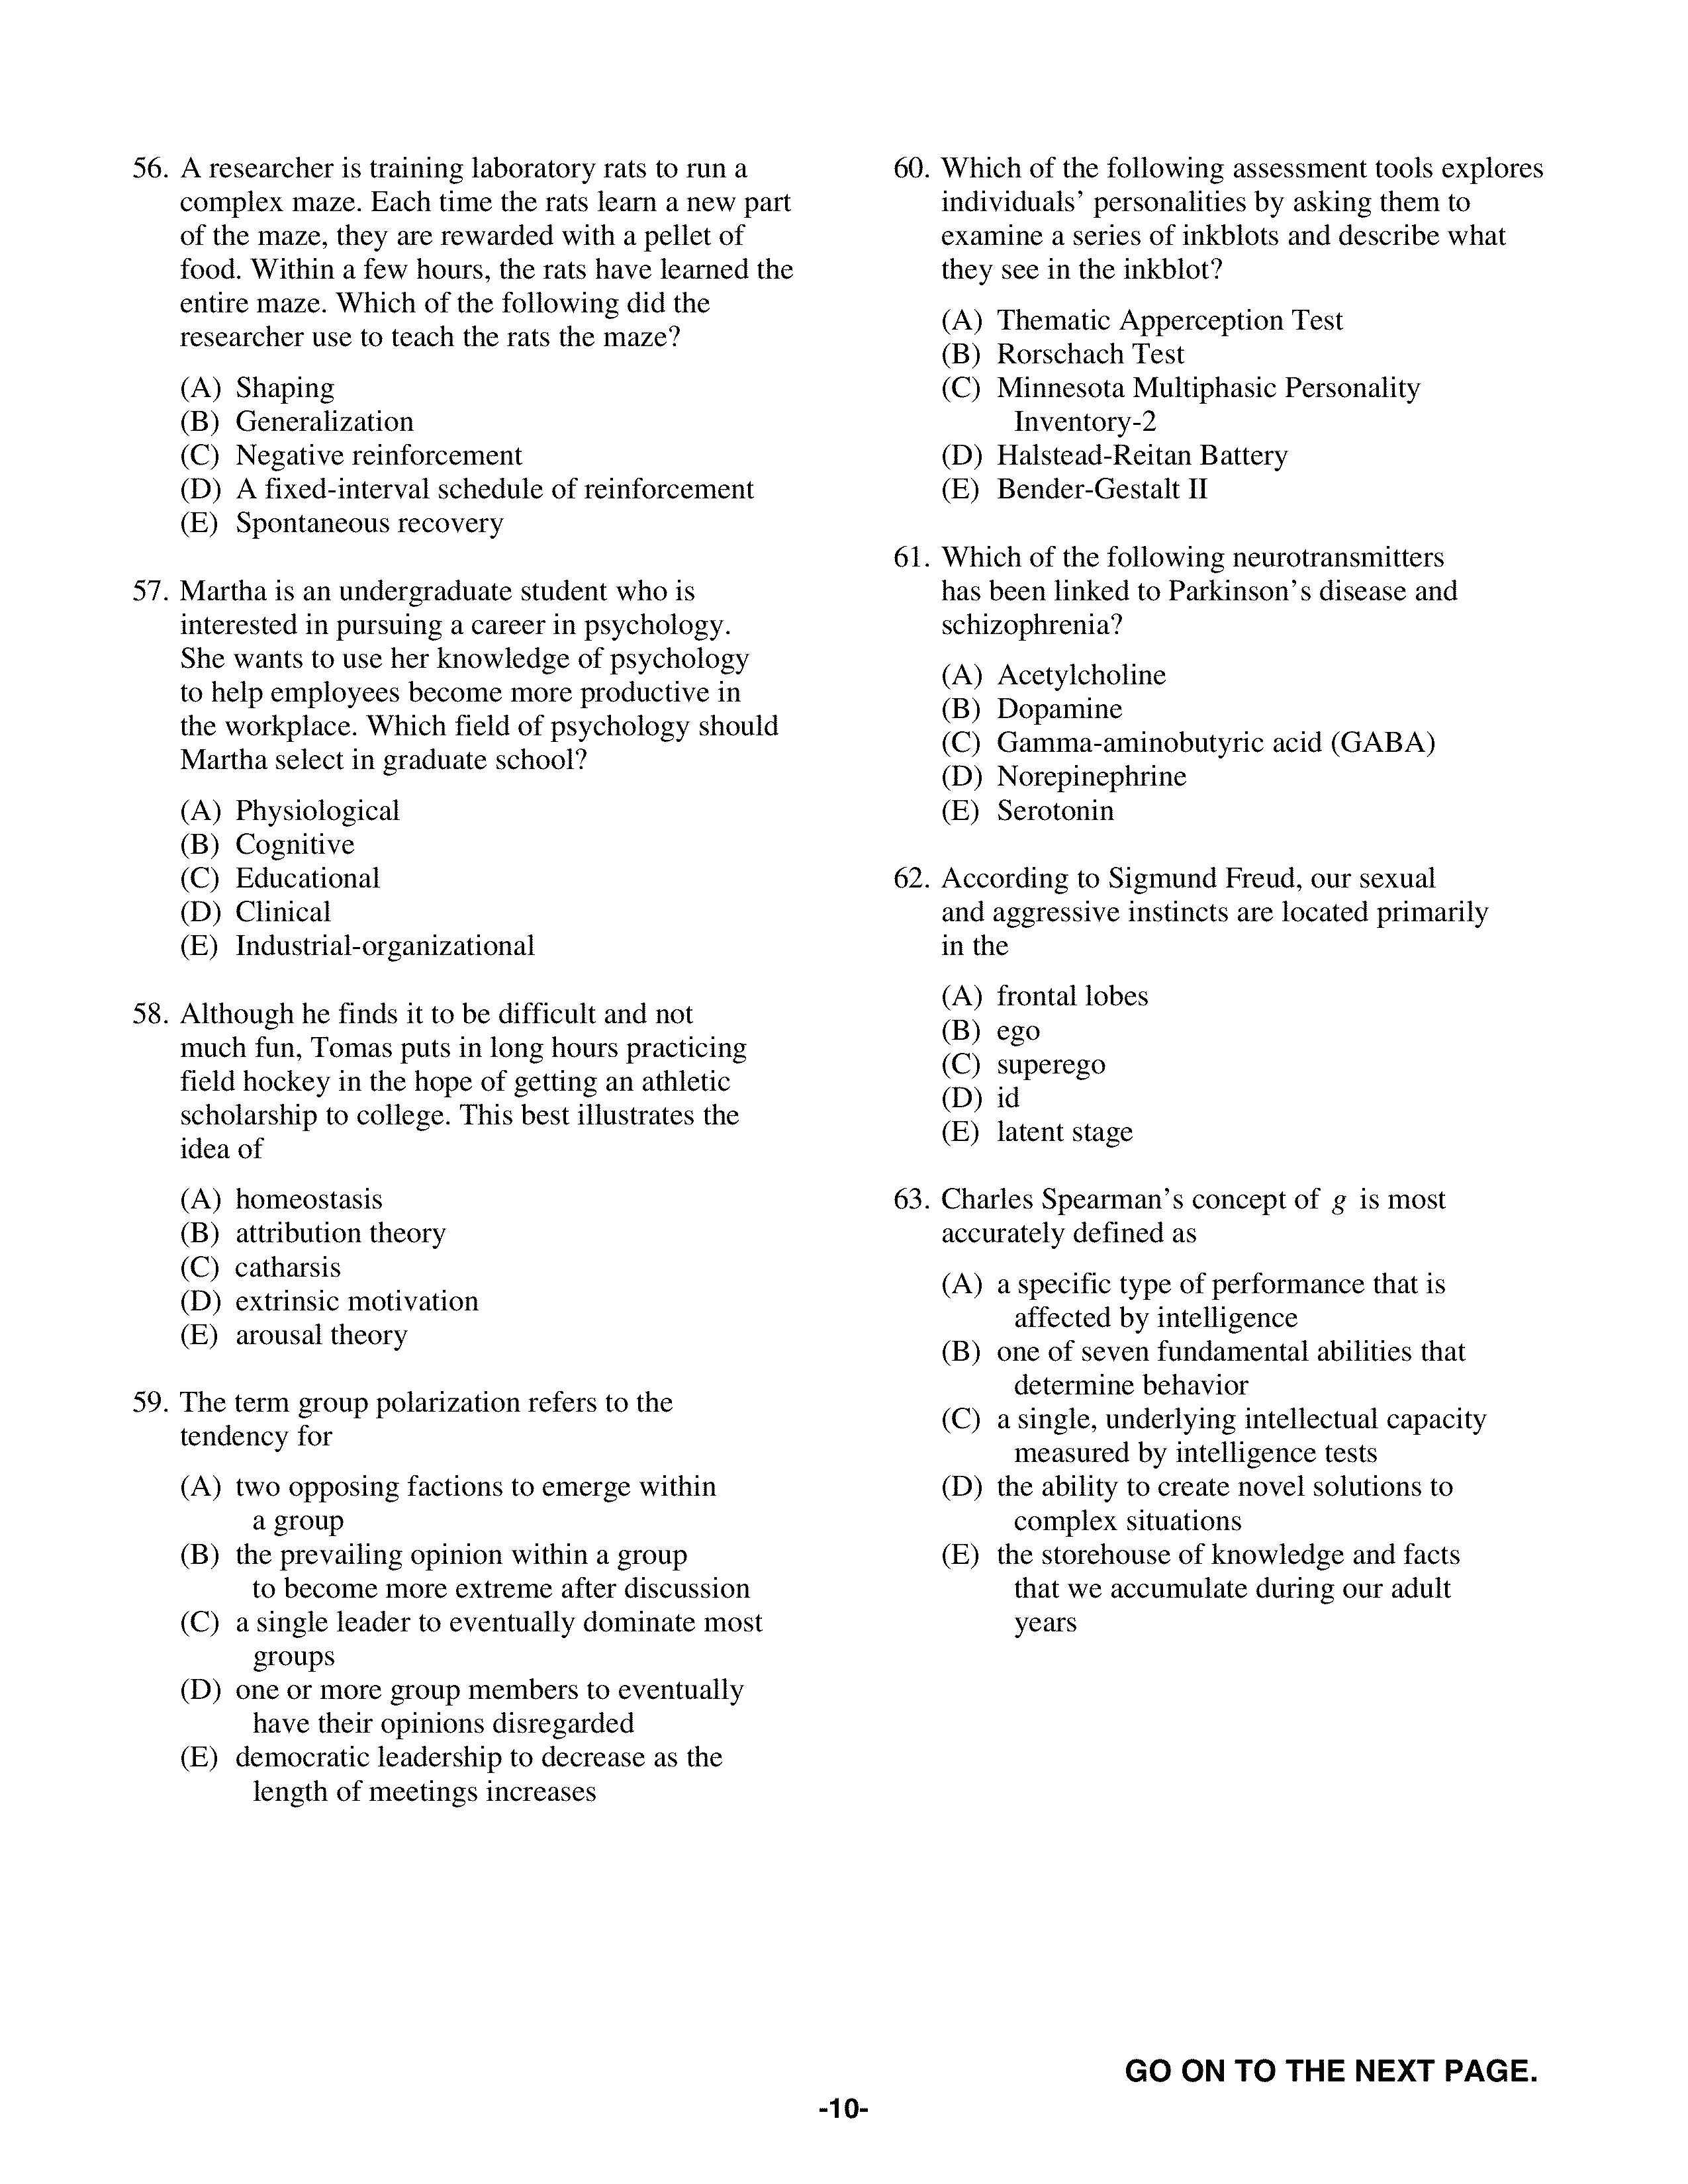 56. A researcher is training laboratory rats to run a
complex maze. Each time the rats learn a new part
of the maze, they are rewarded with a pellet of
food. Within a few hours, the rats have learned the
entire maze. Which of the following did the
researcher use to teach the rats the maze?
(A) Shaping
(B) Generalization
(C) Negative reinforcement
(D) A fixed-interval schedule of reinforcement
(E) Spontaneous recovery
57. Martha is an undergraduate student who is
interested in pursuing a career in psychology.
She wants to use her knowledge of psychology
to help employees become more productive in
the workplace. Which field of psychology should
Martha select in graduate school?
(A) Physiological
(B) Cognitive
(C) Educational
(D) Clinical
(E) Industrial-organizational
58. Although he finds it to be difficult and not
much fun, Tomas puts in long hours practicing
field hockey in the hope of getting an athletic
scholarship to college. This best illustrates the
idea of
(A) homeostasis
(B) attribution theory
(C) catharsis
(D) extrinsic motivation
(E) arousal theory
59. The term group polarization refers to the
tendency for
(A) two opposing factions to emerge within
a group
(B) the prevailing opinion within a group
to become more extreme after discussion
(C) a single leader to eventually dominate most
groups
(D) one or more group members to eventually
have their opinions disregarded
(E) democratic leadership to decrease as the
length of meetings increases
60. Which of the following assessment tools explores
individuals' personalities by asking them to
examine a series of inkblots and describe what
they see in the inkblot?
(A) Thematic Apperception Test
(B) Rorschach Test
(C) Minnesota Multiphasic Personality
Inventory-2
(D) Halstead-Reitan Battery
(E) Bender-Gestalt II
61. Which of the following neurotransmitters
has been linked to Parkinson's disease and
schizophrenia?
(A) Acetylcholine
(B) Dopamine
(C) Gamma-aminobutyric acid (GABA)
(D) Norepinephrine
(E) Serotonin
62. According to Sigmund Freud, our sexual
and aggressive instincts are located primarily
in the
(A) frontal lobes
(B) ego
(C) superego
(D) id
(E) latent stage
63. Charles Spearman's concept of g is most
accurately defined as
(A) a specific type of performance that is
affected by intelligence
(B) one of seven fundamental abilities that
determine behavior
(C) a single, underlying intellectual capacity
measured by intelligence tests
(D) the ability to create novel solutions to
complex situations
(E) the storehouse of knowledge and facts
that we accumulate during our adult
years
GO ON TO THE NEXT PAGE.
-10-